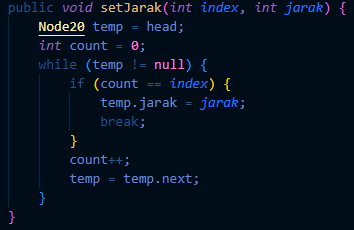 public void setJarak(int index, int jarak) {
    Node20 temp = head;
    int count = 0;
    while (temp != null) {
        if (count == index) {
            temp.jarak = jarak;
            break;
        }
        count++;
        temp = temp.next;
    }
}